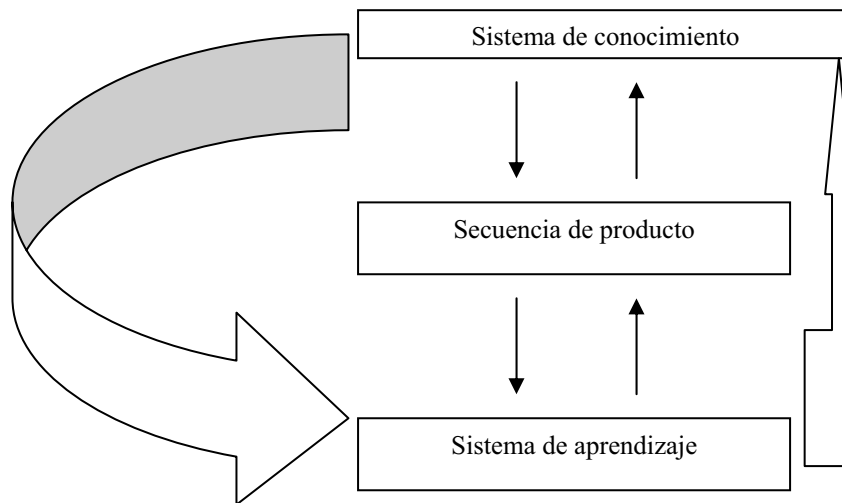 Sistema de conocimiento
Secuencia de producto
Sistema de aprendizaje